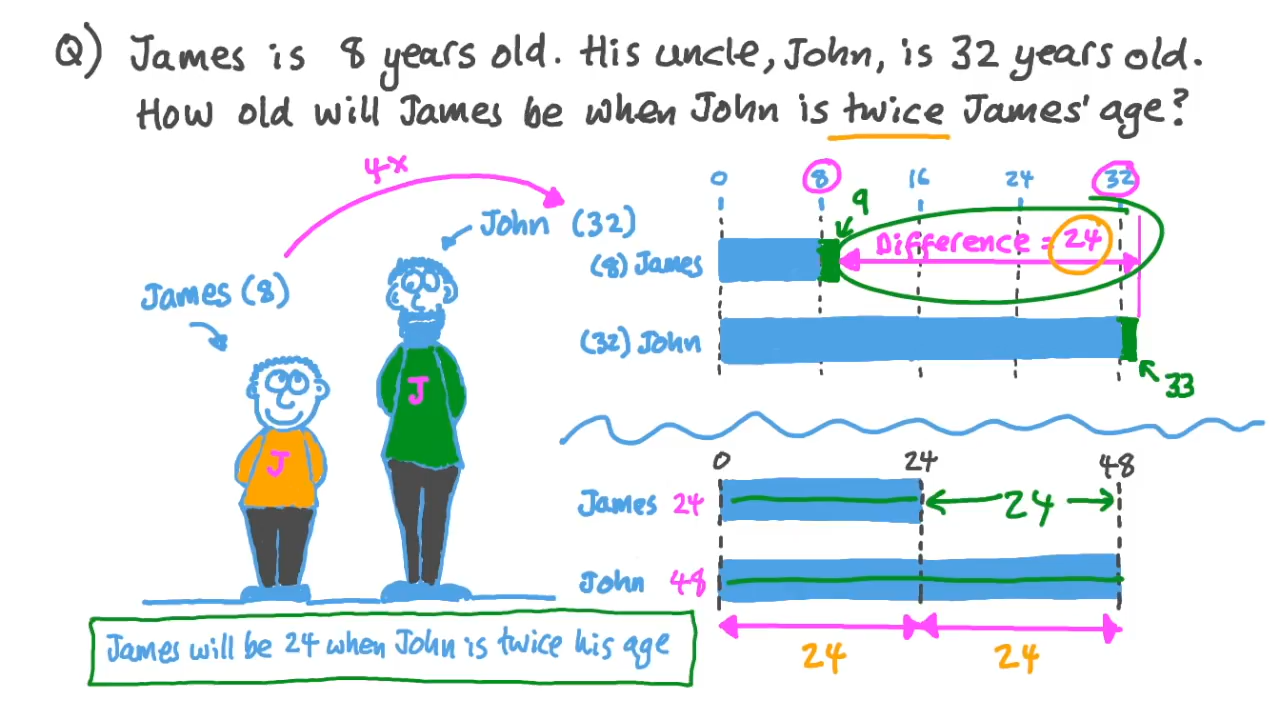 Q) James is 8 years old. His uncle, John, is 32 years old.
How old will James be when John is twice James' age?
4x
John (32)
James (8)
J
J
0 8 16 24 32
9
Difference = 24
(8) James
(32) John
33
0 24 48
James 24
24
John 48
24 24
James will be 24 when John is twice his age